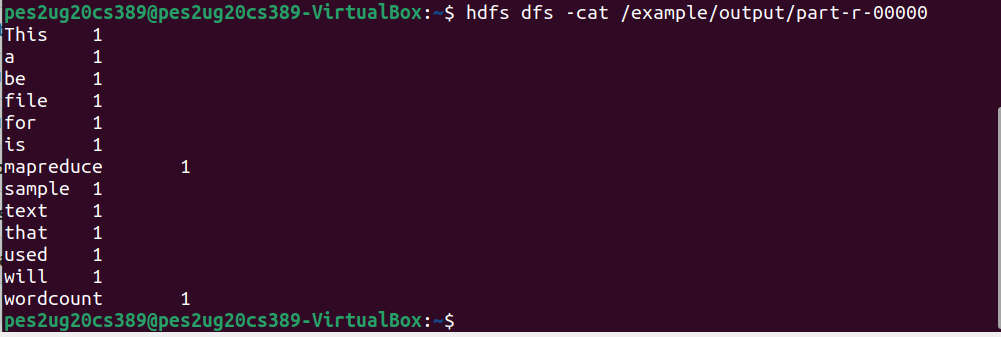 pes2ug20cs389@pes2ug20cs389-VirtualBox:~$ hdfs dfs -cat /example/output/part-r-00000
This	1
a	1
be	1
file	1
for	1
is	1
mapreduce	1
sample	1
text	1
that	1
used	1
will	1
wordcount	1
pes2ug20cs389@pes2ug20cs389-VirtualBox:~$